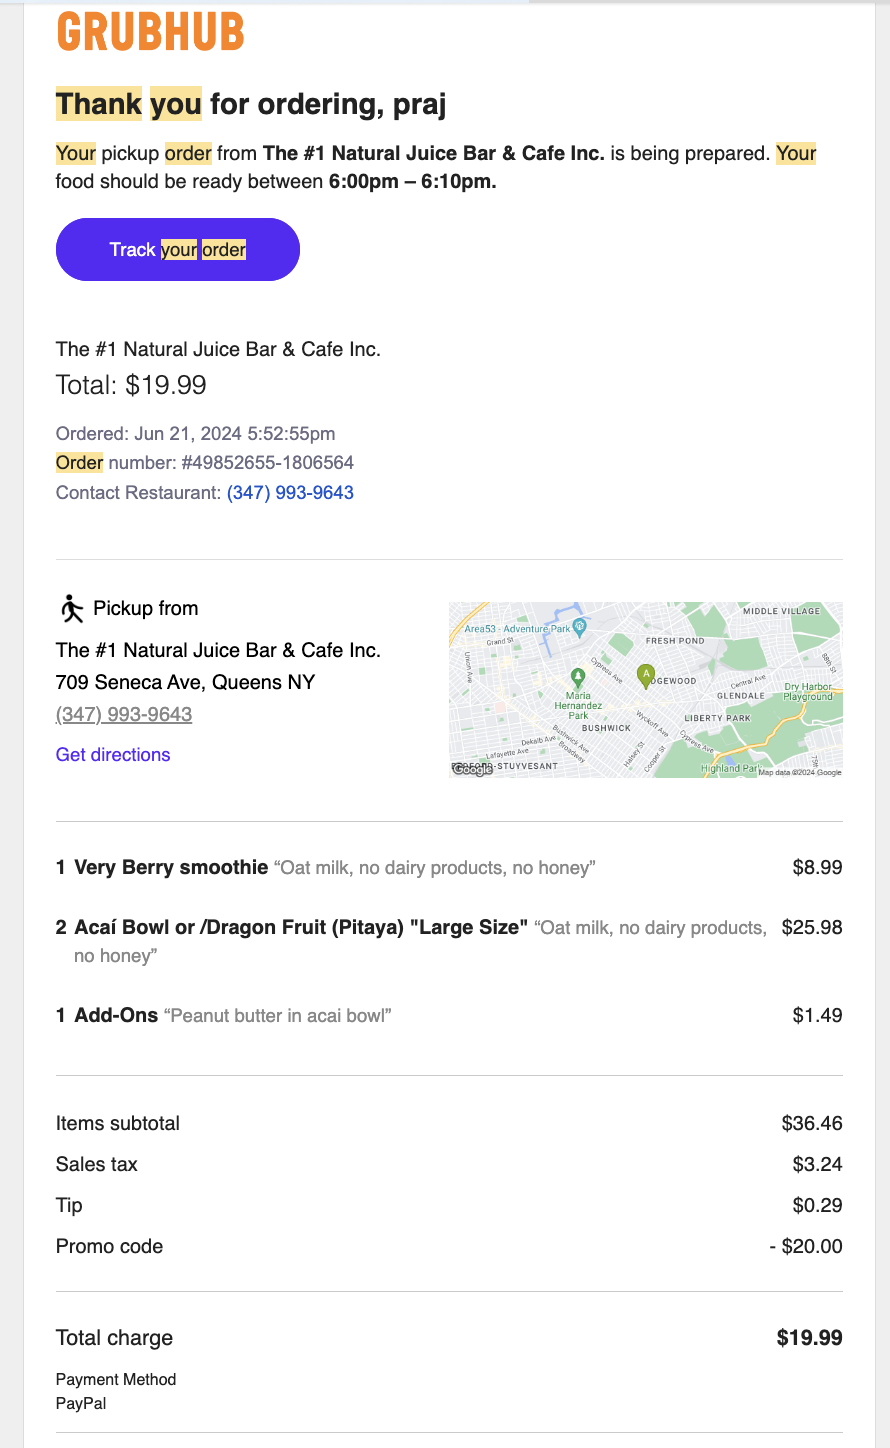 GRUBHUB
Thank you for ordering, praj
Your pickup order from The #1 Natural Juice Bar & Cafe Inc. is being prepared. Your
food should be ready between 6:00pm – 6:10pm.
Track your order
The #1 Natural Juice Bar & Cafe Inc.
Total: $19.99
Ordered: Jun 21, 2024 5:52:55pm
Order number: #49852655-1806564
Contact Restaurant: (347) 993-9643
Pickup from
The #1 Natural Juice Bar & Cafe Inc.
709 Seneca Ave, Queens NY
(347) 993-9643
Get directions
MIDDLE VILLAGE
Area53 - Adventure Park
Grand St
FRESH POND
Union Ave
Cypress Ave
88th St
A
DGEWOOD
Central Ave
GLENDALE
Dry Harbor
Playground
Maria
Hernandez
Park
BUSHWICK
Wyckoff Ave
LIBERTY PARK
Cypress Ave
Bushwick Ave
Broadway
Dekalb Ave
Lafayette Ave
Halsey St
Cooper St
-STUYVESANT
Google
Highland Park
75th
Map data ©2024 Google
1 Very Berry smoothie “Oat milk, no dairy products, no honey” $8.99
2 Acaí Bowl or /Dragon Fruit (Pitaya) "Large Size" “Oat milk, no dairy products, $25.98
no honey”
1 Add-Ons “Peanut butter in acai bowl” $1.49
Items subtotal $36.46
Sales tax $3.24
Tip $0.29
Promo code - $20.00
Total charge $19.99
Payment Method
PayPal